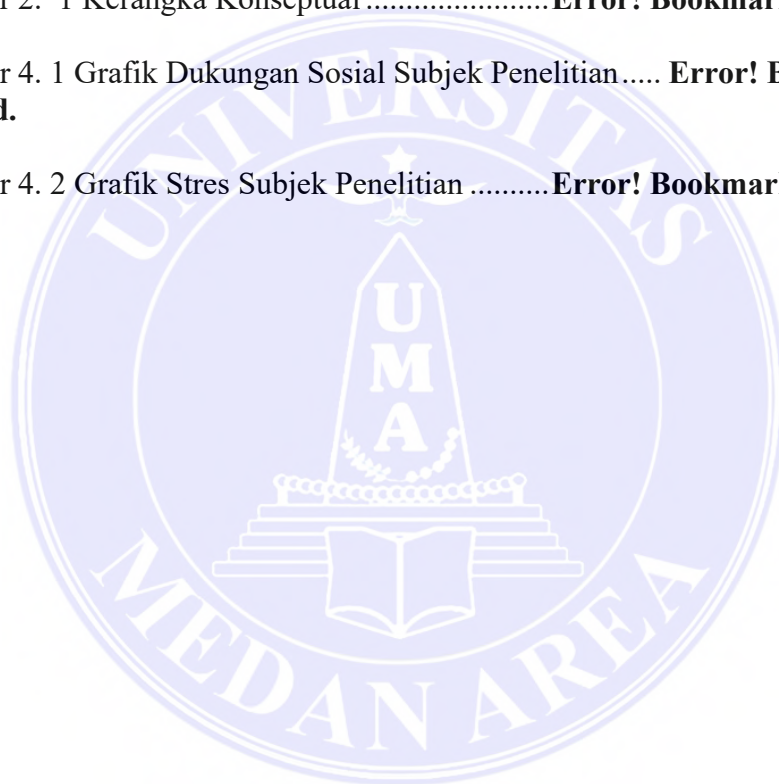 r 2. 1 Kerangka Konseptual......................Error! Bookmar
r 4. 1 Grafik Dukungan Sosial Subjek Penelitian..... Error! B
d.
r 4. 2 Grafik Stres Subjek Penelitian ..........Error! Bookmar
UNIVERSITAS
U
M
A
MEDAN AREA